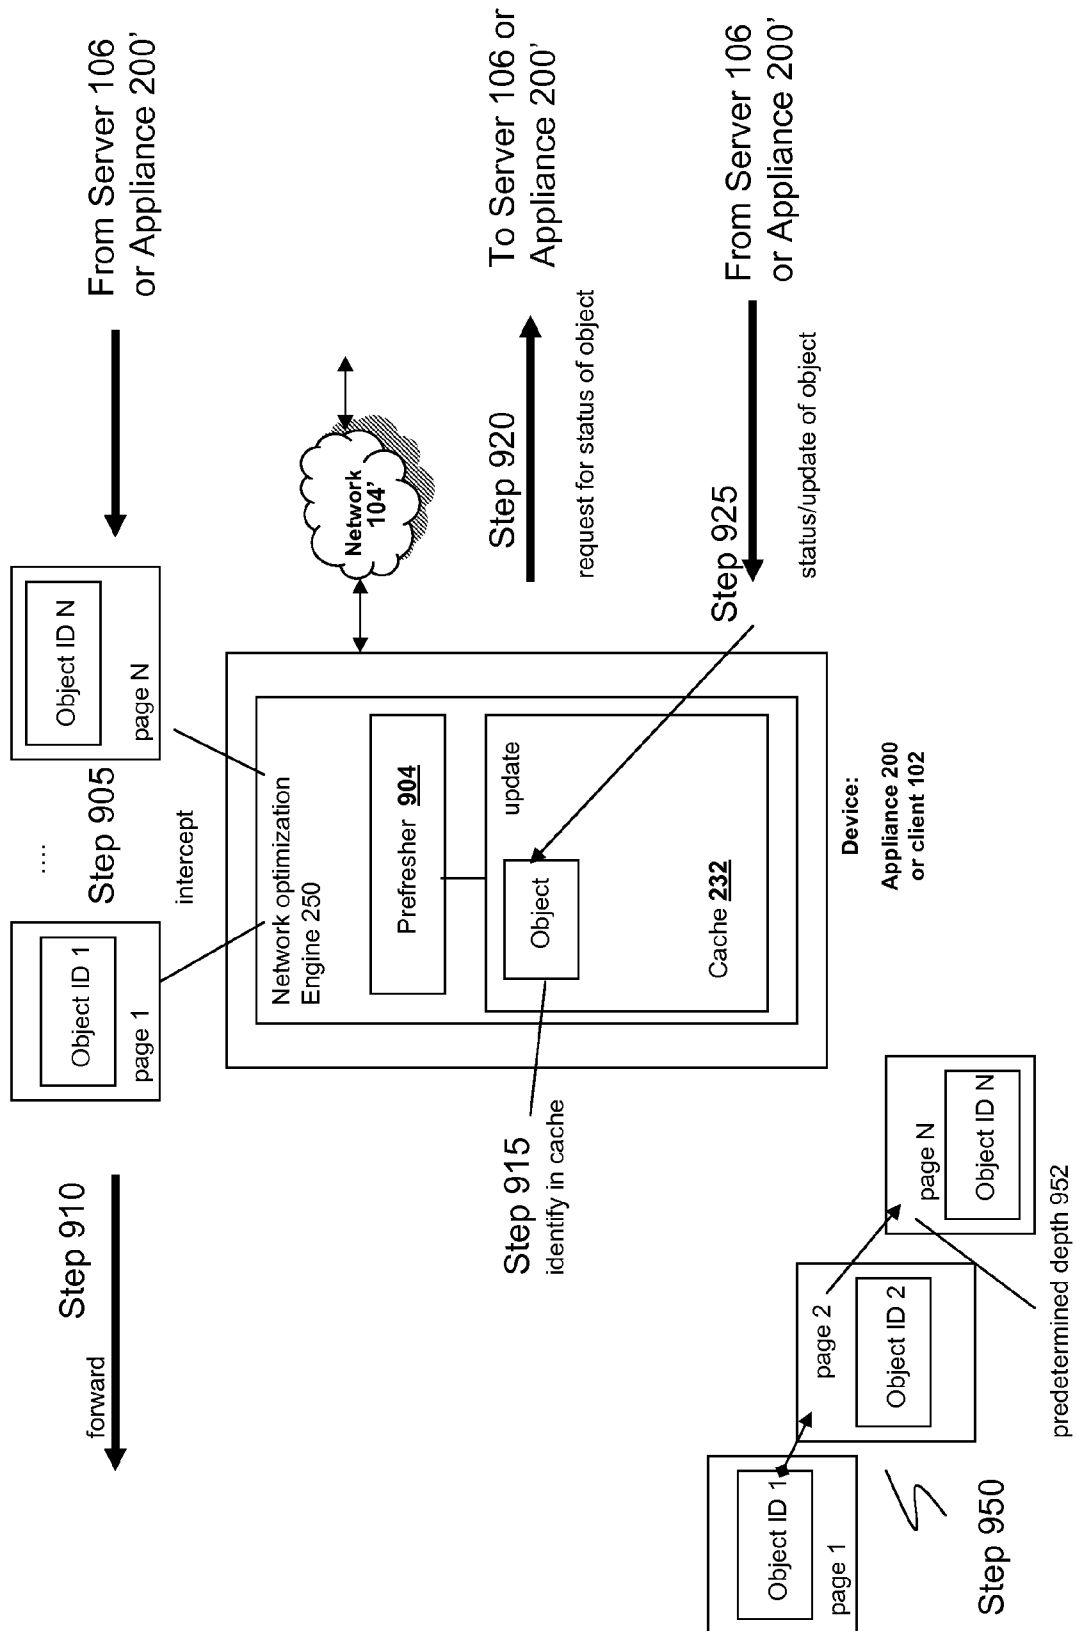 Step 910
forward
Object ID 1
page 1
....
Step 905
intercept
Object ID N
page N
From Server 106
or Appliance 200’
Network optimization
Engine 250
Prefresher 904
update
Object
Cache 232
Network
104’
Step 915
identify in cache
Step 920
To Server 106 or
Appliance 200’
request for status of object
Step 925
From Server 106
or Appliance 200’
status/update of object
Device:
Appliance 200
or client 102
Object ID 1
page 1
page 2
Object ID 2
page N
Object ID N
Step 950
predetermined depth 952